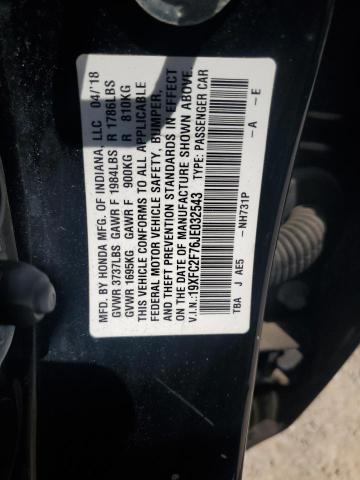 MFD. BY HONDA MFG. OF INDIANA, LLC 04/'18
GVWR 3737LBS GAWR F 1984LBS R 1786LBS
GVWR 1695KG GAWR F 900KG R 810KG
THIS VEHICLE CONFORMS TO ALL APPLICABLE
FEDERAL MOTOR VEHICLE SAFETY, BUMPER,
AND THEFT PREVENTION STANDARDS IN EFFECT
ON THE DATE OF MANUFACTURE SHOWN ABOVE.
V.I.N.:19XFC2F76JE032543 TYPE: PASSENGER CAR
-NH731P -A -E
TBA J AE5